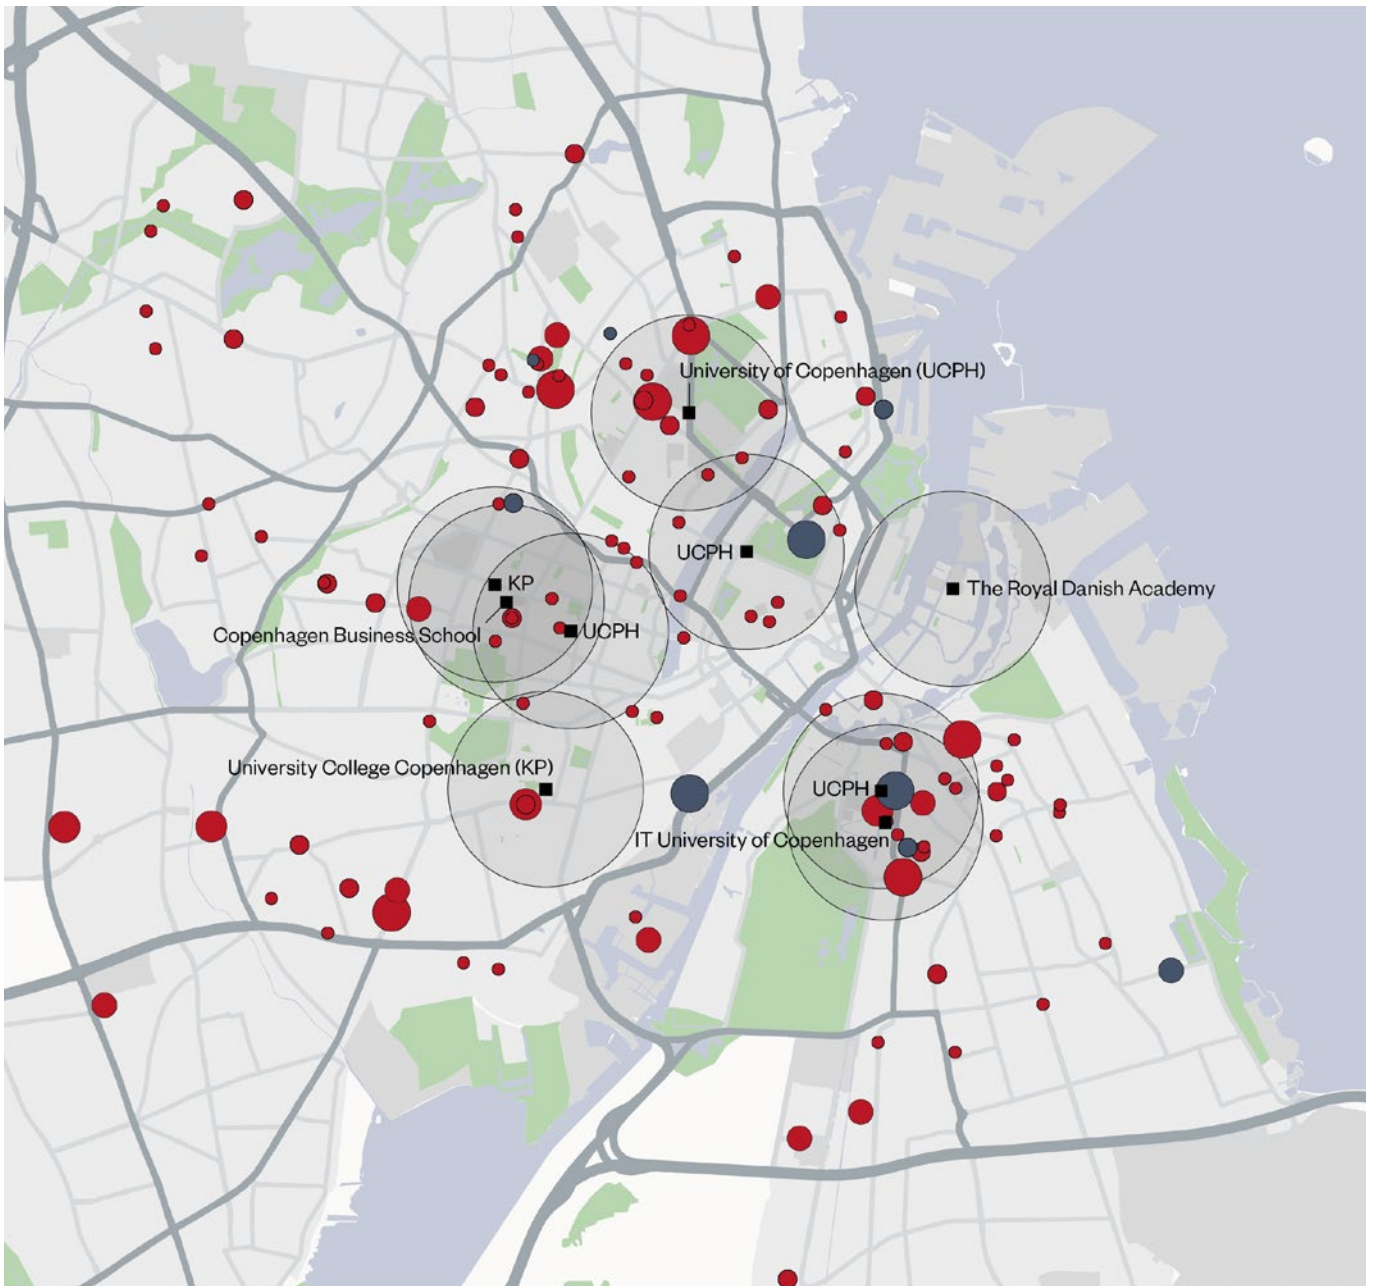 University of Copenhagen (UCPH)
UCPH
KP
The Royal Danish Academy
Copenhagen Business School
UCPH
University College Copenhagen (KP)
UCPH
IT University of Copenhagen